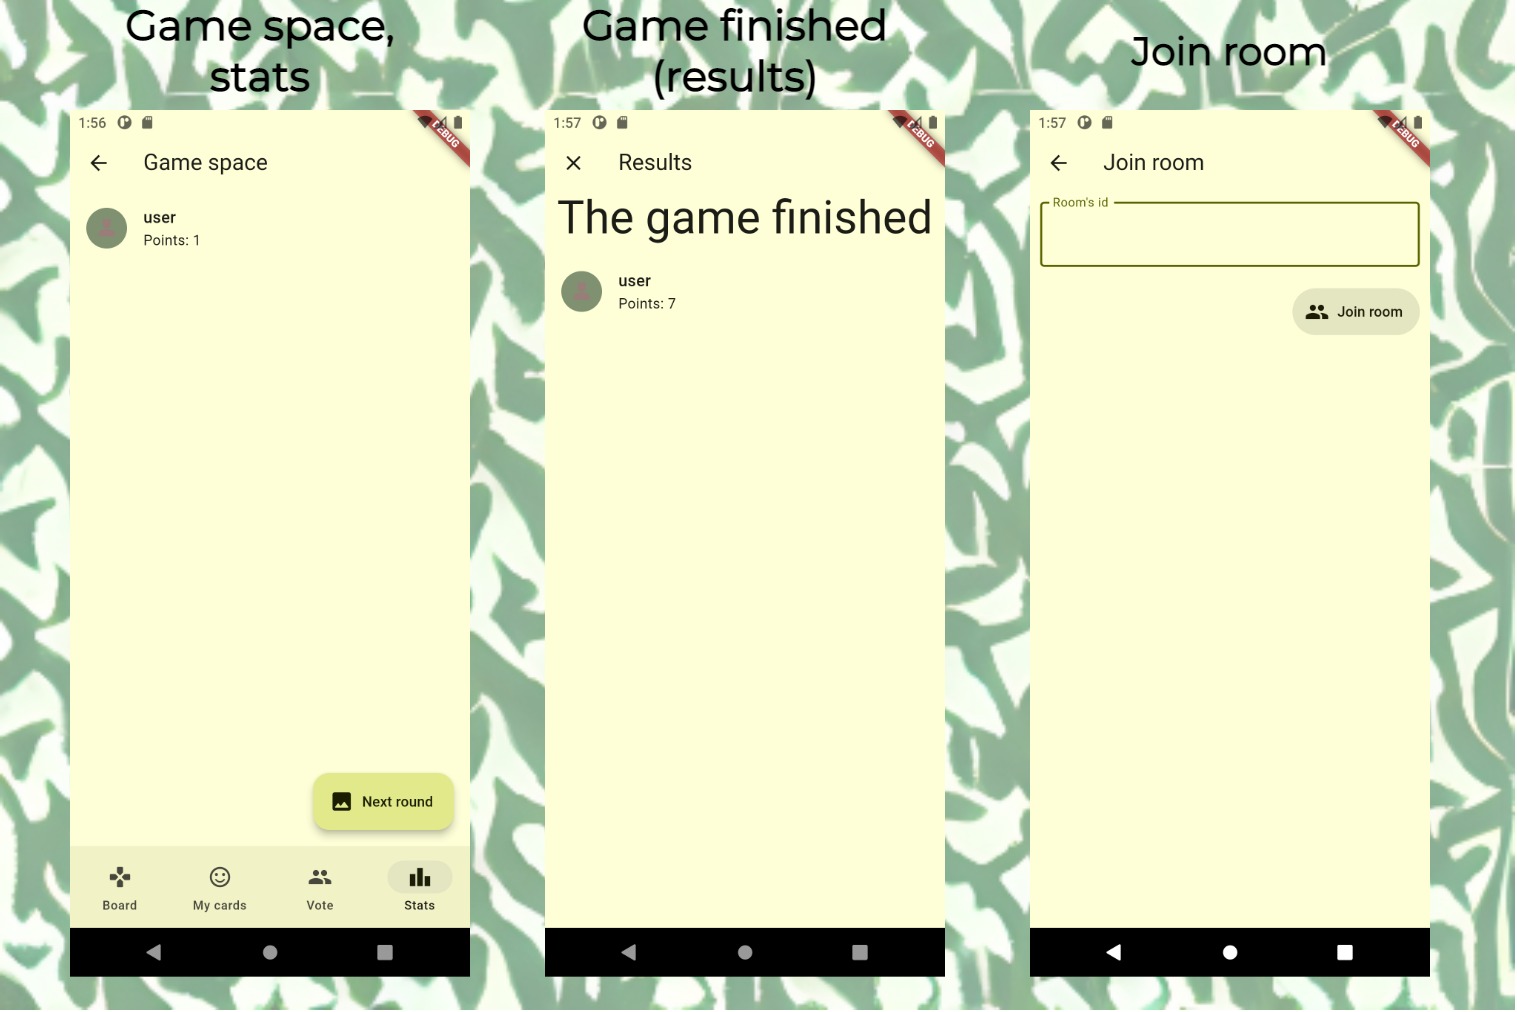 Game space,
stats
1:56
DEBUG
Game space
user
Points: 1
Next round
Board
My cards
Vote
Stats
Game finished
(results)
1:57
DEBUG
Results
The game finished
user
Points: 7
Join room
1:57
DEBUG
Join room
Room's id
Join room